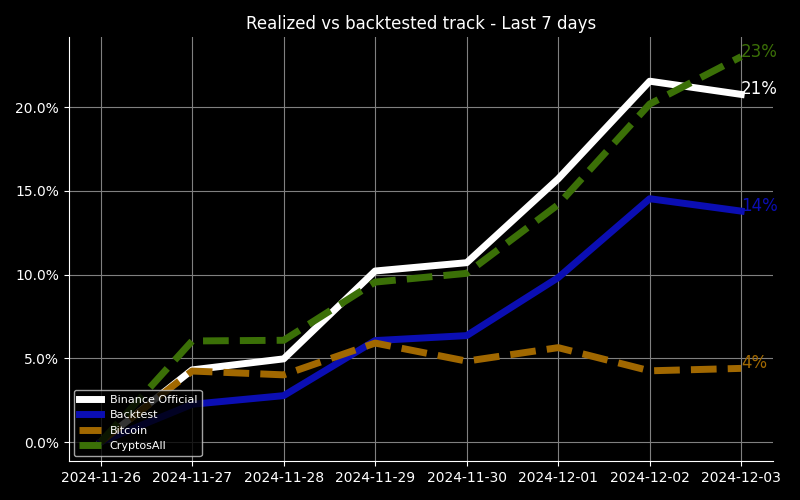 Realized vs backtested track - Last 7 days
23%
21%
20.0%
15.0%
14%
10.0%
5.0%
4%
0.0%
Binance Official
Backtest
Bitcoin
CryptosAll
2024-11-26 2024-11-27 2024-11-28 2024-11-29 2024-11-30 2024-12-01 2024-12-02 2024-12-03